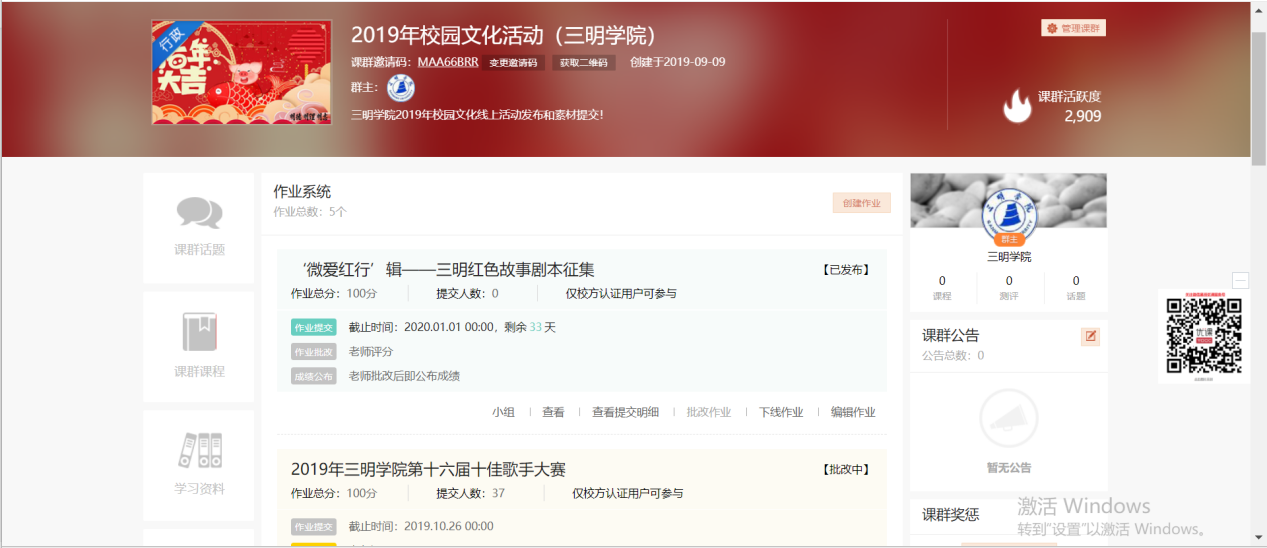 行政
猪年
大吉
2019年校园文化活动（三明学院）
课群邀请码：MAA66BRR 变更邀请码 获取二维码 创建于2019-09-09
群主：
三明学院2019年校园文化线上活动发布和素材提交！
管理课群
课群活跃度
2,909
课群话题
课群课程
学习资料
作业系统
作业总数：5个
创建作业
‘微爱红行’辑——三明红色故事剧本征集
【已发布】
作业总分：100分 提交人数：0 仅校方认证用户可参与
作业提交 截止时间：2020.01.01 00:00，剩余 33 天
作业批改 老师评分
成绩公布 老师批改后即公布成绩
小组 查看 查看提交明细 批改作业 下线作业 编辑作业
2019年三明学院第十六届十佳歌手大赛
【批改中】
作业总分：100分 提交人数：37 仅校方认证用户可参与
作业提交 截止时间：2019.10.26 00:00
三明学院
群主
三明学院
0 0 0
课程 测评 话题
课群公告
公告总数：0
暂无公告
课群奖惩
优课
激活 Windows
转到“设置”以激活 Windows。